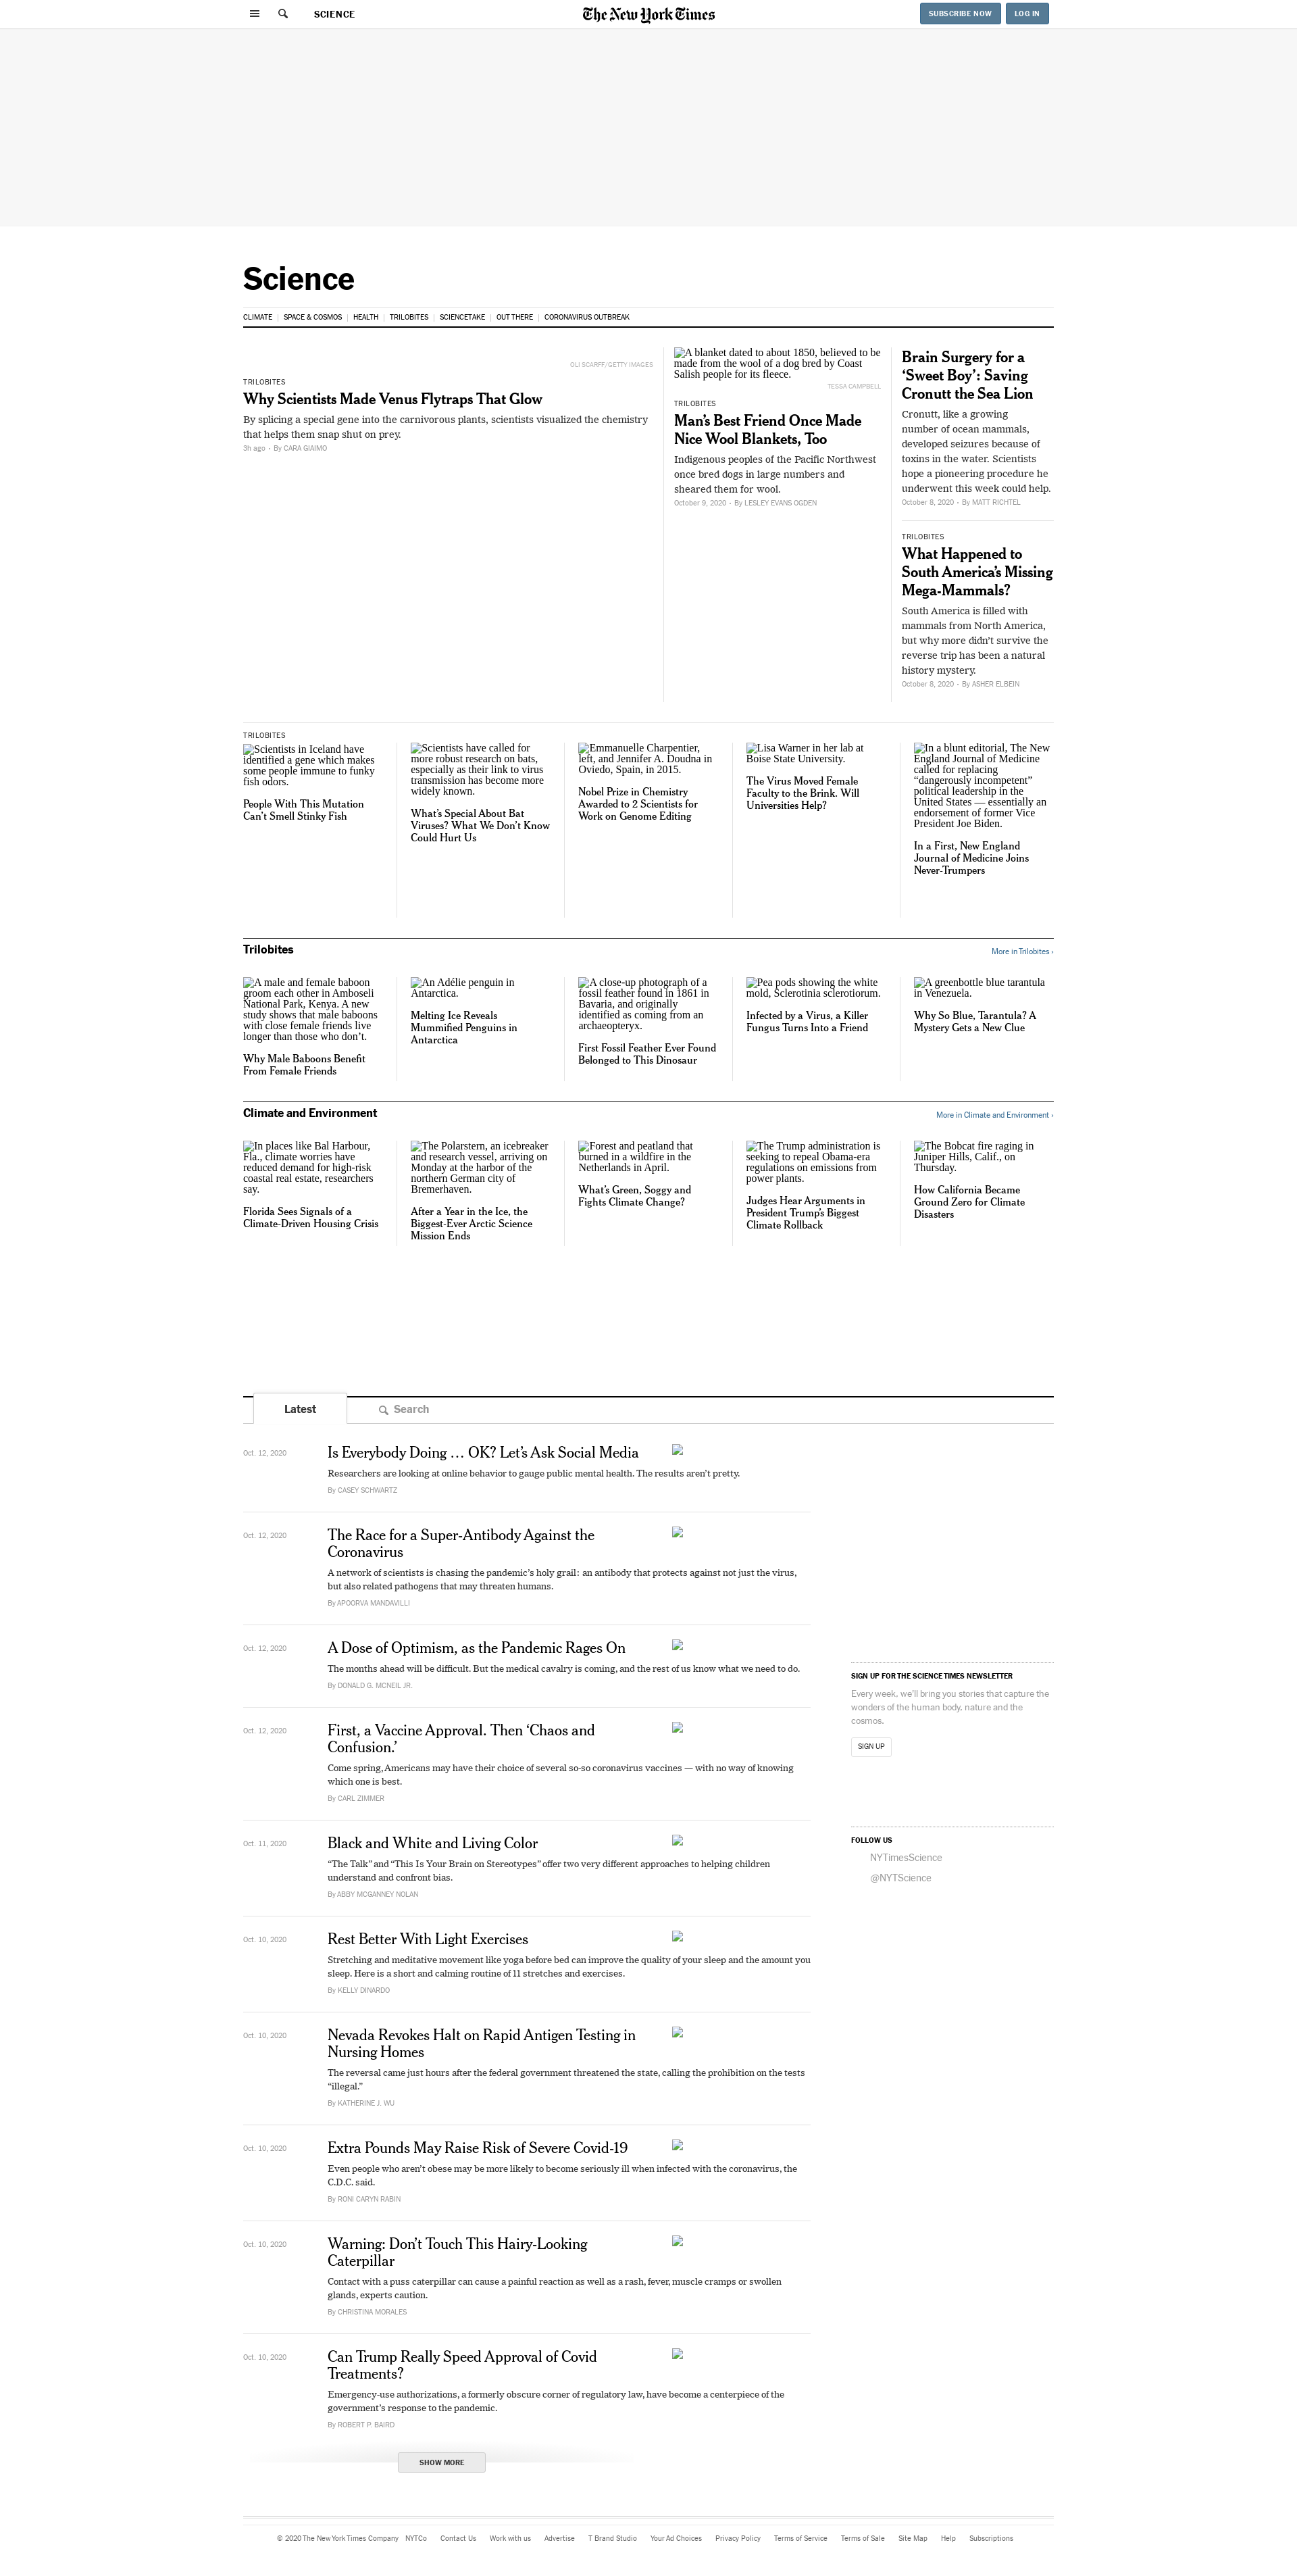 SCIENCE
The New York Times
SUBSCRIBE NOW
LOG IN
Science
CLIMATE | SPACE & COSMOS | HEALTH | TRILOBITES | SCIENCETAKE | OUT THERE | CORONAVIRUS OUTBREAK
OLI SCARFF/GETTY IMAGES
TRILOBITES
Why Scientists Made Venus Flytraps That Glow
By splicing a special gene into the carnivorous plants, scientists visualized the chemistry
that helps them snap shut on prey.
3h ago • By CARA GIAIMO
A blanket dated to about 1850, believed to be
made from the wool of a dog bred by Coast
Salish people for its fleece.
TESSA CAMPBELL
TRILOBITES
Man’s Best Friend Once Made
Nice Wool Blankets, Too
Indigenous peoples of the Pacific Northwest
once bred dogs in large numbers and
sheared them for wool.
October 9, 2020 • By LESLEY EVANS OGDEN
Brain Surgery for a
‘Sweet Boy’: Saving
Cronutt the Sea Lion
Cronutt, like a growing
number of ocean mammals,
developed seizures because of
toxins in the water. Scientists
hope a pioneering procedure he
underwent this week could help.
October 8, 2020 • By MATT RICHTEL
TRILOBITES
What Happened to
South America’s Missing
Mega-Mammals?
South America is filled with
mammals from North America,
but why more didn’t survive the
reverse trip has been a natural
history mystery.
October 8, 2020 • By ASHER ELBEIN
TRILOBITES
Scientists in Iceland have
identified a gene which makes
some people immune to funky
fish odors.
People With This Mutation
Can’t Smell Stinky Fish
Scientists have called for
more robust research on bats,
especially as their link to virus
transmission has become more
widely known.
What’s Special About Bat
Viruses? What We Don’t Know
Could Hurt Us
Emmanuelle Charpentier,
left, and Jennifer A. Doudna in
Oviedo, Spain, in 2015.
Nobel Prize in Chemistry
Awarded to 2 Scientists for
Work on Genome Editing
Lisa Warner in her lab at
Boise State University.
The Virus Moved Female
Faculty to the Brink. Will
Universities Help?
In a blunt editorial, The New
England Journal of Medicine
called for replacing
“dangerously incompetent”
political leadership in the
United States — essentially an
endorsement of former Vice
President Joe Biden.
In a First, New England
Journal of Medicine Joins
Never-Trumpers
Trilobites
More in Trilobites ›
A male and female baboon
groom each other in Amboseli
National Park, Kenya. A new
study shows that male baboons
with close female friends live
longer than those who don’t.
Why Male Baboons Benefit
From Female Friends
An Adélie penguin in
Antarctica.
Melting Ice Reveals
Mummified Penguins in
Antarctica
A close-up photograph of a
fossil feather found in 1861 in
Bavaria, and originally
identified as coming from an
archaeopteryx.
First Fossil Feather Ever Found
Belonged to This Dinosaur
Pea pods showing the white
mold, Sclerotinia sclerotiorum.
Infected by a Virus, a Killer
Fungus Turns Into a Friend
A greenbottle blue tarantula
in Venezuela.
Why So Blue, Tarantula? A
Mystery Gets a New Clue
Climate and Environment
More in Climate and Environment ›
In places like Bal Harbour,
Fla., climate worries have
reduced demand for high-risk
coastal real estate, researchers
say.
Florida Sees Signals of a
Climate-Driven Housing Crisis
The Polarstern, an icebreaker
and research vessel, arriving on
Monday at the harbor of the
northern German city of
Bremerhaven.
After a Year in the Ice, the
Biggest-Ever Arctic Science
Mission Ends
Forest and peatland that
burned in a wildfire in the
Netherlands in April.
What’s Green, Soggy and
Fights Climate Change?
The Trump administration is
seeking to repeal Obama-era
regulations on emissions from
power plants.
Judges Hear Arguments in
President Trump’s Biggest
Climate Rollback
The Bobcat fire raging in
Juniper Hills, Calif., on
Thursday.
How California Became
Ground Zero for Climate
Disasters
Latest
Search
Oct. 12, 2020
Is Everybody Doing … OK? Let’s Ask Social Media
Researchers are looking at online behavior to gauge public mental health. The results aren’t pretty.
By CASEY SCHWARTZ
Oct. 12, 2020
The Race for a Super-Antibody Against the
Coronavirus
A network of scientists is chasing the pandemic’s holy grail: an antibody that protects against not just the virus,
but also related pathogens that may threaten humans.
By APOORVA MANDAVILLI
Oct. 12, 2020
A Dose of Optimism, as the Pandemic Rages On
The months ahead will be difficult. But the medical cavalry is coming, and the rest of us know what we need to do.
By DONALD G. MCNEIL JR.
Oct. 12, 2020
First, a Vaccine Approval. Then ‘Chaos and
Confusion.’
Come spring, Americans may have their choice of several so-so coronavirus vaccines — with no way of knowing
which one is best.
By CARL ZIMMER
Oct. 11, 2020
Black and White and Living Color
“The Talk” and “This Is Your Brain on Stereotypes” offer two very different approaches to helping children
understand and confront bias.
By ABBY MCGANNEY NOLAN
Oct. 10, 2020
Rest Better With Light Exercises
Stretching and meditative movement like yoga before bed can improve the quality of your sleep and the amount you
sleep. Here is a short and calming routine of 11 stretches and exercises.
By KELLY DINARDO
Oct. 10, 2020
Nevada Revokes Halt on Rapid Antigen Testing in
Nursing Homes
The reversal came just hours after the federal government threatened the state, calling the prohibition on the tests
“illegal.”
By KATHERINE J. WU
Oct. 10, 2020
Extra Pounds May Raise Risk of Severe Covid-19
Even people who aren’t obese may be more likely to become seriously ill when infected with the coronavirus, the
C.D.C. said.
By RONI CARYN RABIN
Oct. 10, 2020
Warning: Don’t Touch This Hairy-Looking
Caterpillar
Contact with a puss caterpillar can cause a painful reaction as well as a rash, fever, muscle cramps or swollen
glands, experts caution.
By CHRISTINA MORALES
Oct. 10, 2020
Can Trump Really Speed Approval of Covid
Treatments?
Emergency-use authorizations, a formerly obscure corner of regulatory law, have become a centerpiece of the
government’s response to the pandemic.
By ROBERT P. BAIRD
SHOW MORE
SIGN UP FOR THE SCIENCE TIMES NEWSLETTER
Every week, we’ll bring you stories that capture the
wonders of the human body, nature and the
cosmos.
SIGN UP
FOLLOW US
NYTimesScience
@NYTScience
© 2020 The New York Times Company NYTCo Contact Us Work with us Advertise T Brand Studio Your Ad Choices Privacy Policy Terms of Service Terms of Sale Site Map Help Subscriptions